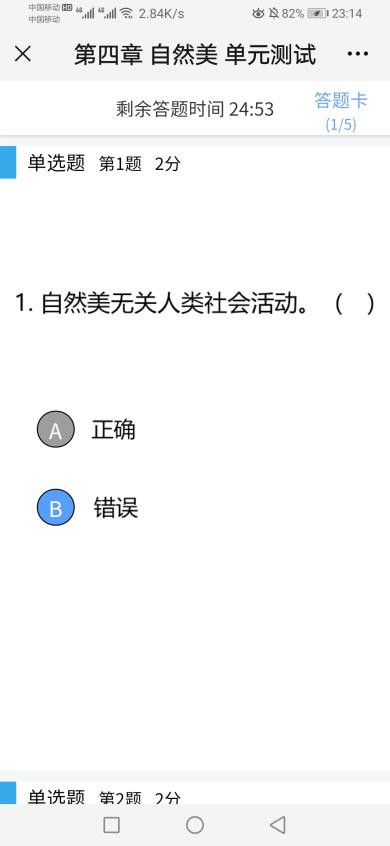 中国移动 HD 4G 4G 2.84K/s 82% 23:14
中国移动
第四章 自然美 单元测试
剩余答题时间 24:53
答题卡
(1/5)
单选题 第1题 2分
1. 自然美无关人类社会活动。（ ）
A 正确
B 错误
单选题 第2题 2分